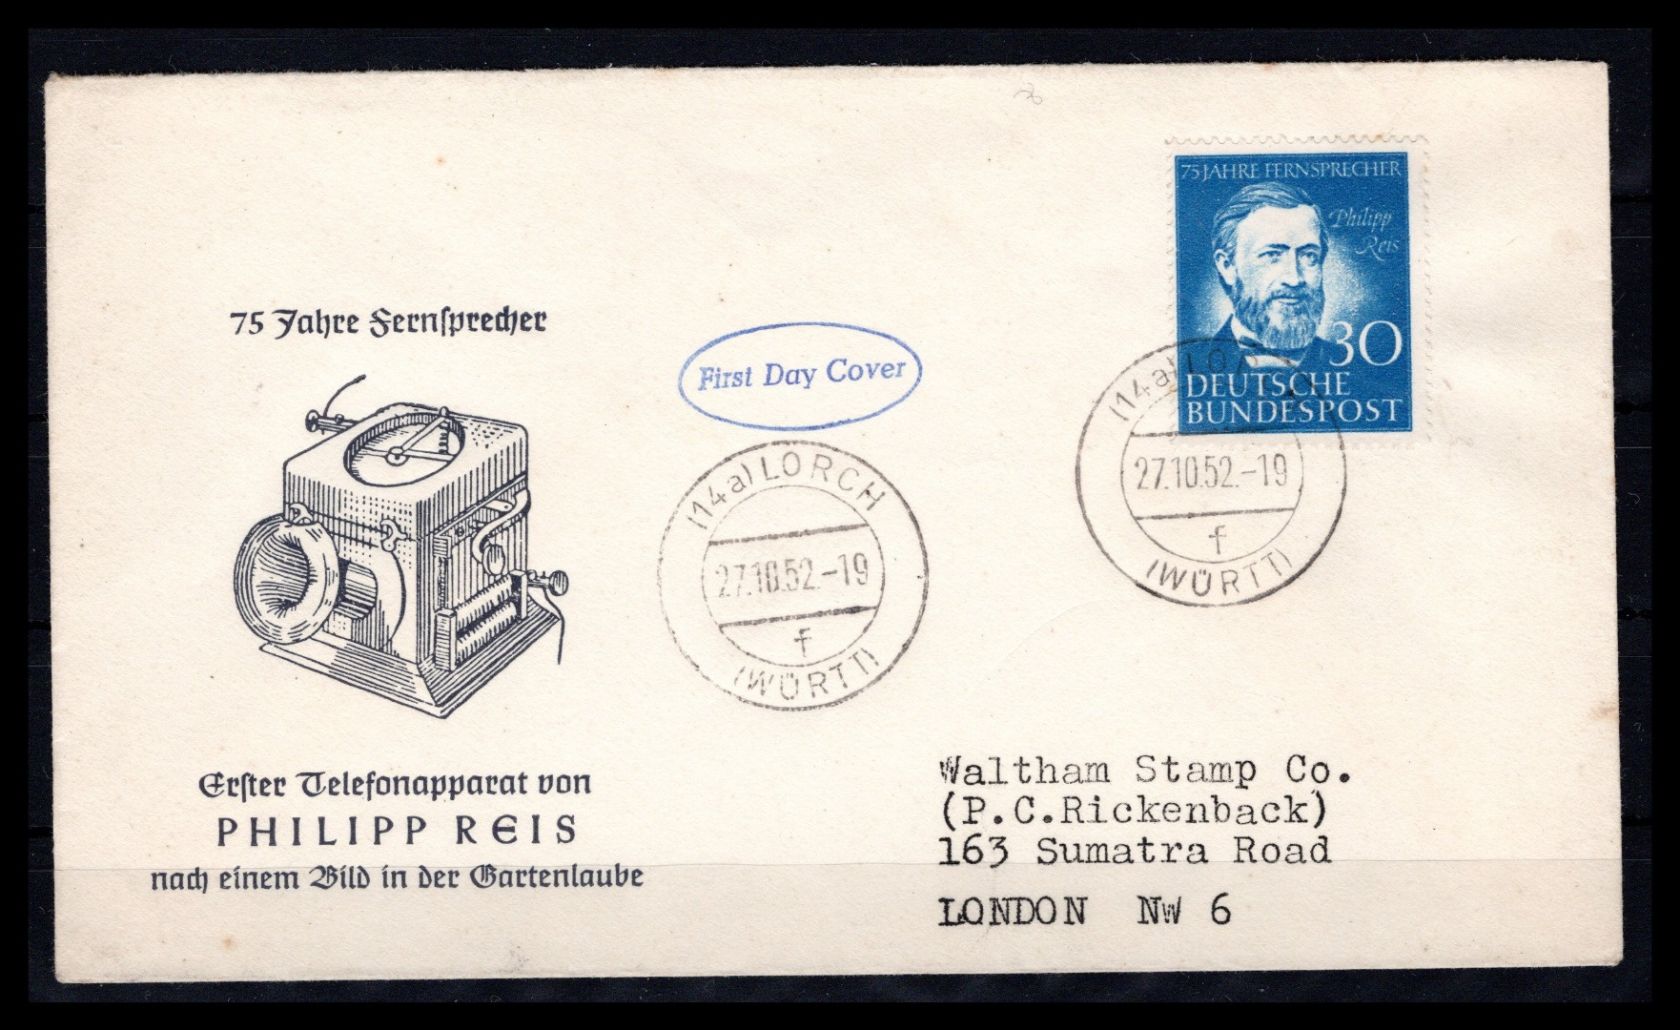 75 JAHRE FERNSPRECHER
Philipp
Reis
30
DEUTSCHE
BUNDESPOST
75 Jahre Fernsprecher
First Day Cover
(14a) LORCH
27.10.52.-19
f
(WÜRTT)
(14a) LORCH
27.10.52.-19
f
(WÜRTT)
Erster Telefonapparat von
PHILIPP REIS
nach einem Bild in der Gartenlaube
Waltham Stamp Co.
(P.C.Rickenback)
163 Sumatra Road
LONDON NW 6